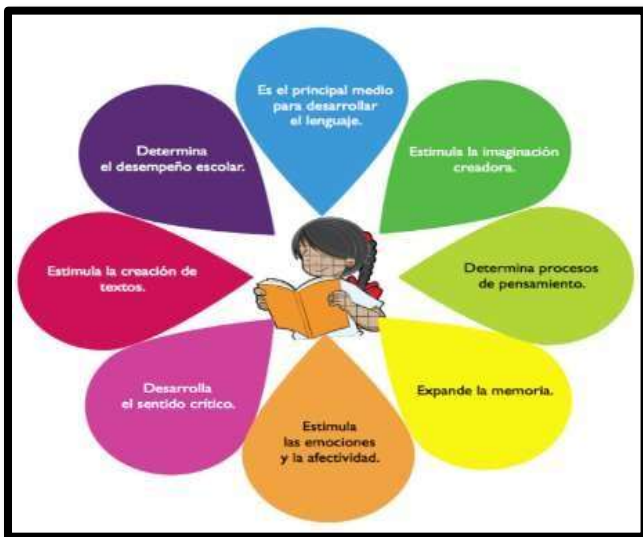 Es el principal medio
para desarrollar
el lenguaje.
Estimula la imaginación
creadora.
Determina procesos
de pensamiento.
Expande la memoria.
Estimula
las emociones
y la afectividad.
Desarrolla
el sentido crítico.
Estimula la creación de
textos.
Determina
el desempeño escolar.